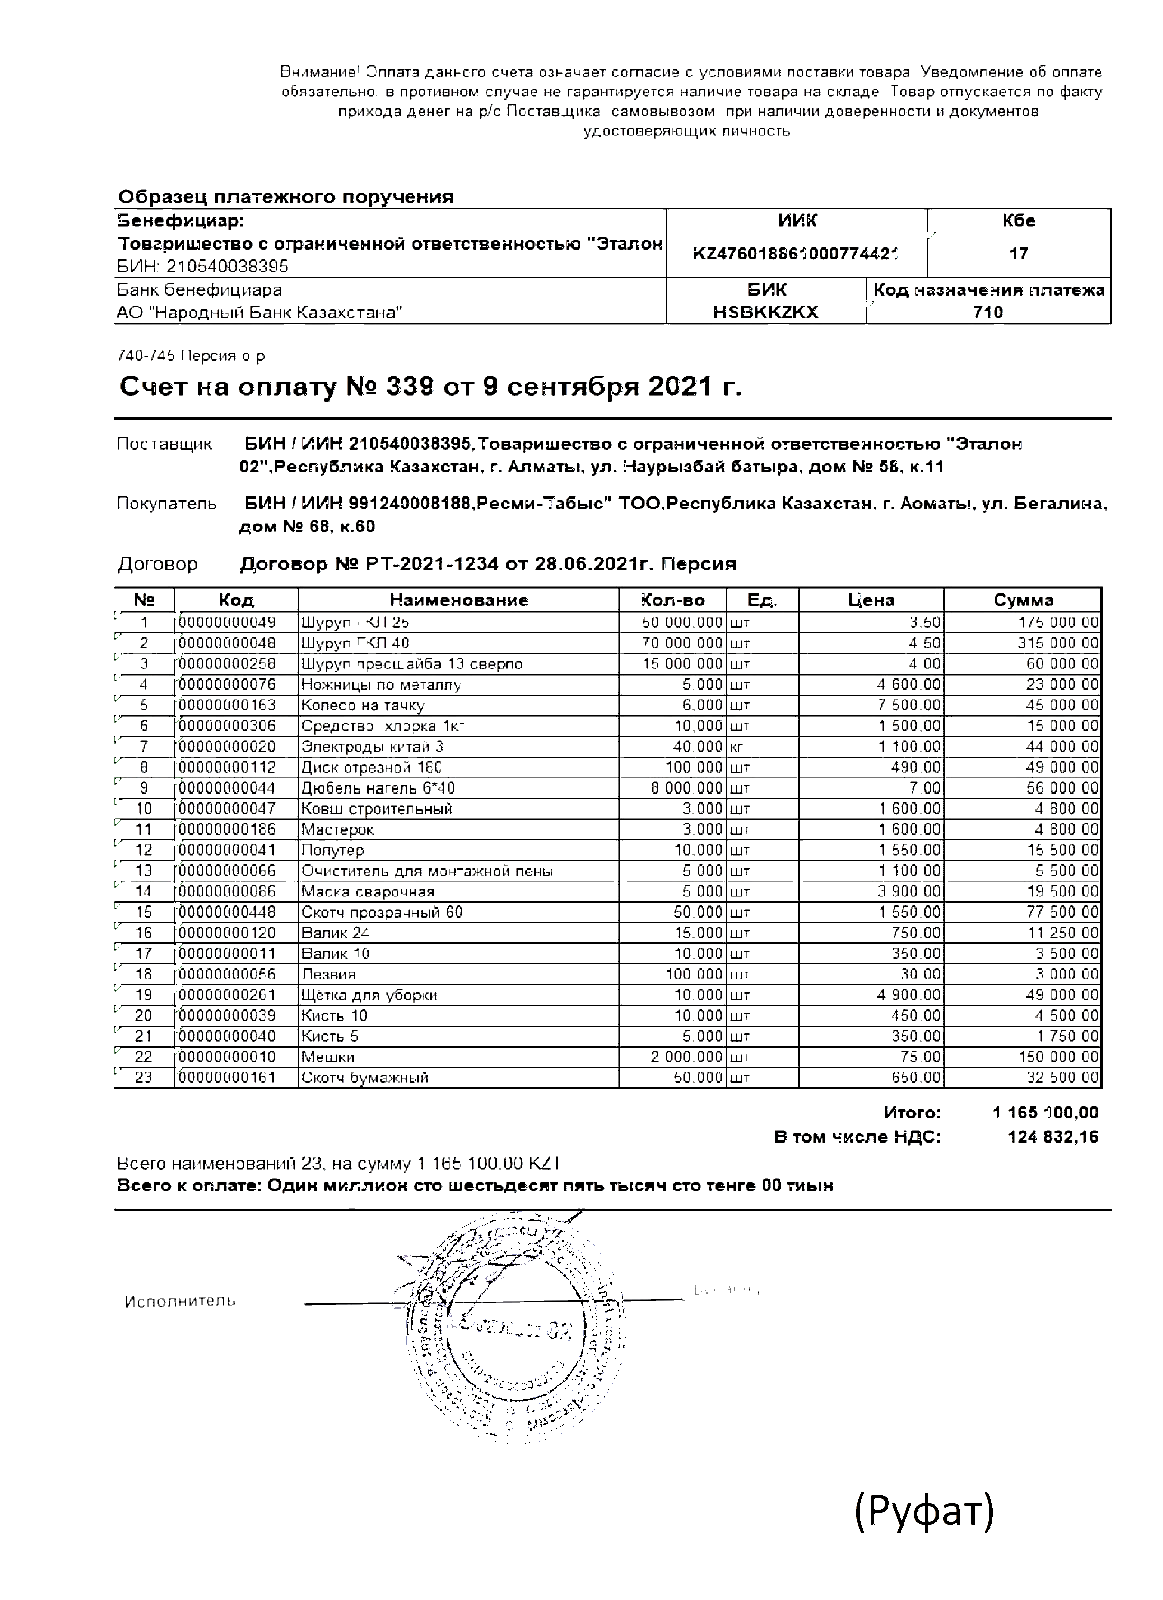 Внимание! Оплата данного счета означает согласие с условиями поставки товара. Уведомление об оплате
обязательно, в противном случае не гарантируется наличие товара на складе. Товар отпускается по факту
прихода денег на р/с Поставщика, самовывозом, при наличии доверенности и документов
удостоверяющих личность.
Образец платежного поручения
Бенефициар: ИИК Кбе
Товарищество с ограниченной ответственностью "Эталон KZ476018861000774421 17
БИН: 210540038395
Банк бенефициара БИК Код назначения платежа
АО "Народный Банк Казахстана" HSBKKZKX 710
740-745 Персия о р
Счет на оплату № 339 от 9 сентября 2021 г.
Поставщик БИН / ИИН 210540038395,Товарищество с ограниченной ответственностью "Эталон
02",Республика Казахстан, г. Алматы, ул. Наурызбай батыра, дом № 58, к.11
Покупатель БИН / ИИН 991240008188,Ресми-Табыс" ТОО,Республика Казахстан, г. Аоматы, ул. Бегалина,
дом № 68, к.60
Договор Договор № РТ-2021-1234 от 28.06.2021г. Персия
№ Код Наименование Кол-во Ед. Цена Сумма
1 00000000049 Шуруп ГКЛ 25 50 000,000 шт 3,50 175 000,00
2 00000000048 Шуруп ГКЛ 40 70 000,000 шт 4,50 315 000,00
3 00000000258 Шуруп пресшайба 13 сверло 15 000,000 шт 4,00 60 000,00
4 00000000076 Ножницы по металлу 5,000 шт 4 600,00 23 000,00
5 00000000163 Колесо на тачку 6,000 шт 7 500,00 45 000,00
6 00000000306 Средство хлорка 1кг 10,000 шт 1 500,00 15 000,00
7 00000000020 Электроды китай 3 40,000 кг 1 100,00 44 000,00
8 00000000112 Диск отрезной 180 100,000 шт 490,00 49 000,00
9 00000000044 Дюбель нагель 6*40 8 000,000 шт 7,00 56 000,00
10 00000000047 Ковш строительный 3,000 шт 1 600,00 4 800,00
11 00000000186 Мастерок 3,000 шт 1 600,00 4 800,00
12 00000000041 Полутер 10,000 шт 1 550,00 15 500,00
13 00000000066 Очиститель для монтажной пены 5,000 шт 1 100,00 5 500,00
14 00000000086 Маска сварочная 5,000 шт 3 900,00 19 500,00
15 00000000448 Скотч прозрачный 60 50,000 шт 1 550,00 77 500,00
16 00000000120 Валик 24 15,000 шт 750,00 11 250,00
17 00000000011 Валик 10 10,000 шт 350,00 3 500,00
18 00000000056 Лезвия 100,000 шт 30,00 3 000,00
19 00000000261 Щётка для уборки 10,000 шт 4 900,00 49 000,00
20 00000000039 Кисть 10 10,000 шт 450,00 4 500,00
21 00000000040 Кисть 5 5,000 шт 350,00 1 750,00
22 00000000010 Мешки 2 000,000 шт 75,00 150 000,00
23 00000000161 Скотч бумажный 50,000 шт 650,00 32 500,00
Итого: 1 165 100,00
В том числе НДС: 124 832,16
Всего наименований 23, на сумму 1 165 100,00 KZT
Всего к оплате: Один миллион сто шестьдесят пять тысяч сто тенге 00 тиын
Исполнитель
(Руфат)